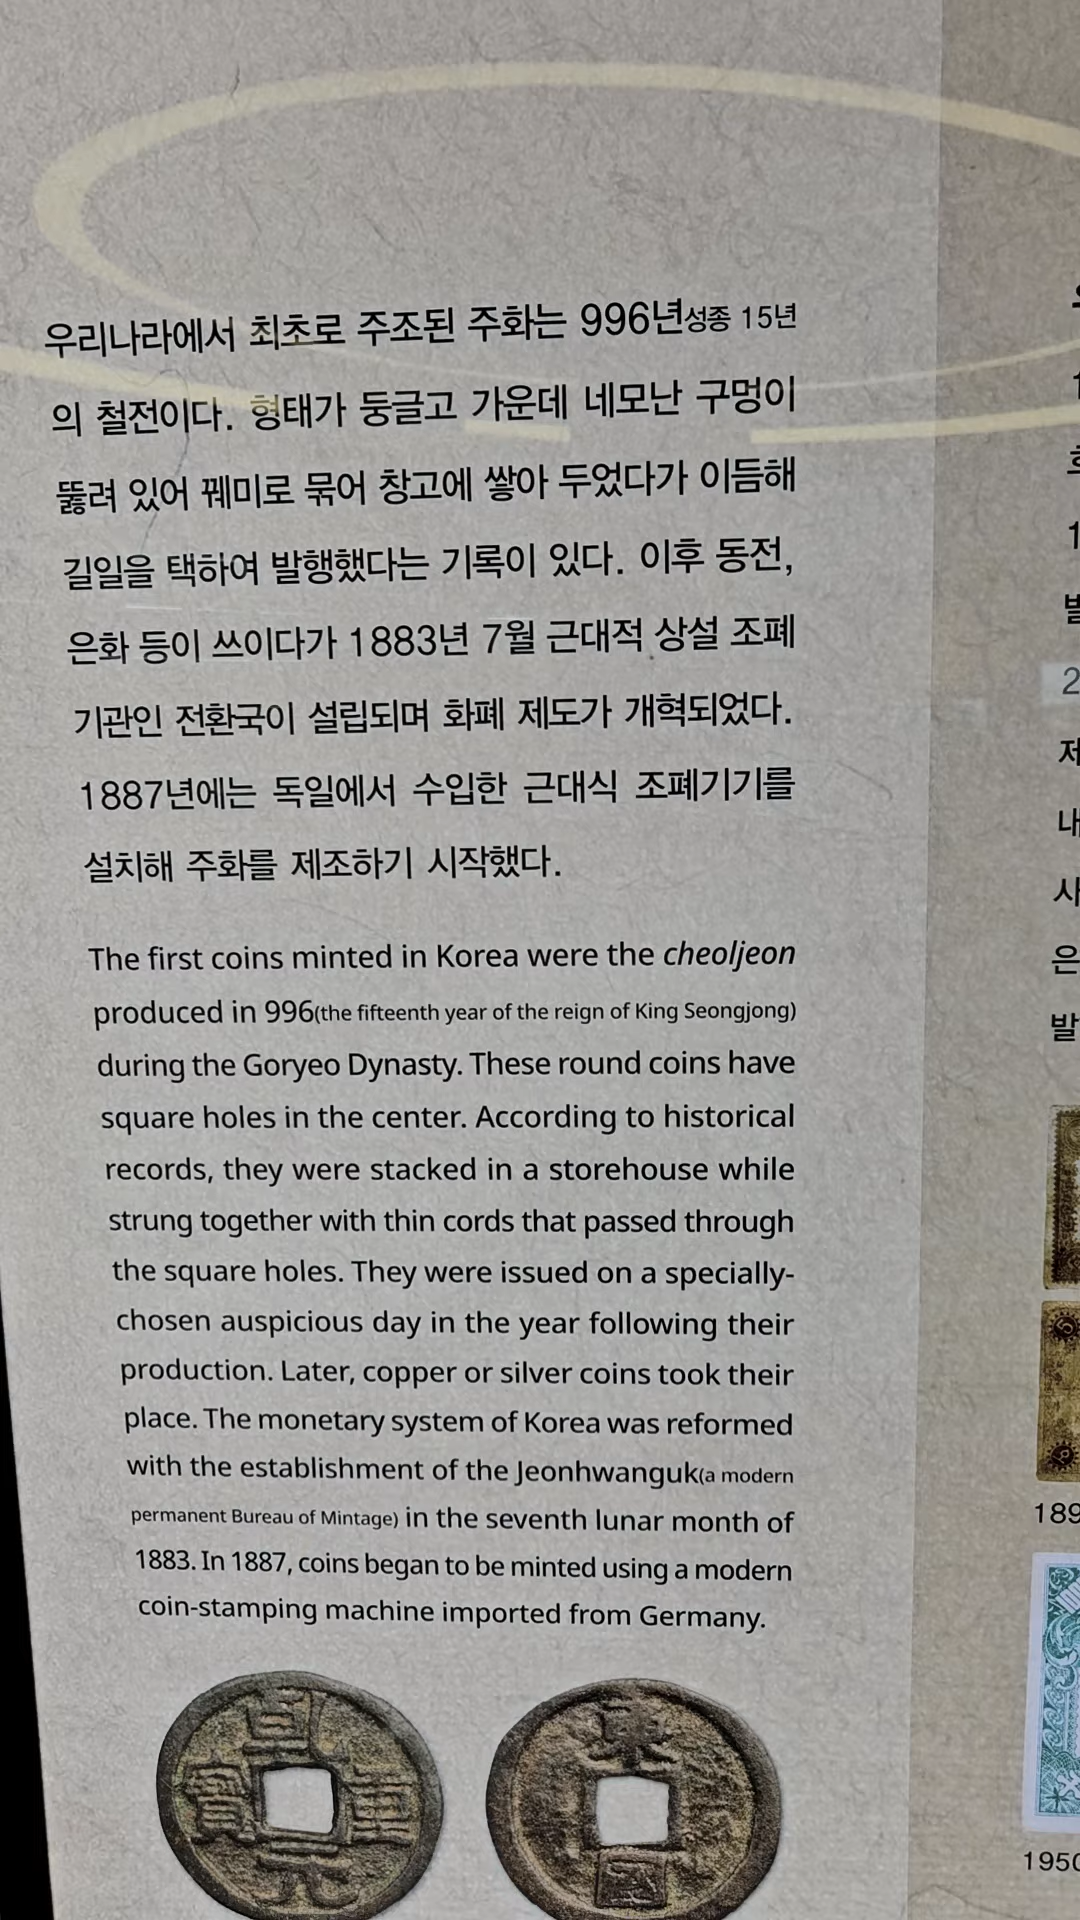 우리나라에서 최초로 주조된 주화는 996년성종 15년
의 철전이다. 형태가 둥글고 가운데 네모난 구멍이
뚫려 있어 꿰미로 묶어 창고에 쌓아 두었다가 이듬해
길일을 택하여 발행했다는 기록이 있다. 이후 동전,
은화 등이 쓰이다가 1883년 7월 근대적 상설 조폐
기관인 전환국이 설립되며 화폐 제도가 개혁되었다.
1887년에는 독일에서 수입한 근대식 조폐기기를
설치해 주화를 제조하기 시작했다.
The first coins minted in Korea were the cheoljeon
produced in 996(the fifteenth year of the reign of King Seongjong)
during the Goryeo Dynasty. These round coins have
square holes in the center. According to historical
records, they were stacked in a storehouse while
strung together with thin cords that passed through
the square holes. They were issued on a specially-
chosen auspicious day in the year following their
production. Later, copper or silver coins took their
place. The monetary system of Korea was reformed
with the establishment of the Jeonhwanguk(a modern
permanent Bureau of Mintage) in the seventh lunar month of
1883. In 1887, coins began to be minted using a modern
coin-stamping machine imported from Germany.
重
寶
元
東
國
1
1
2
내
사
은
발
189
1950